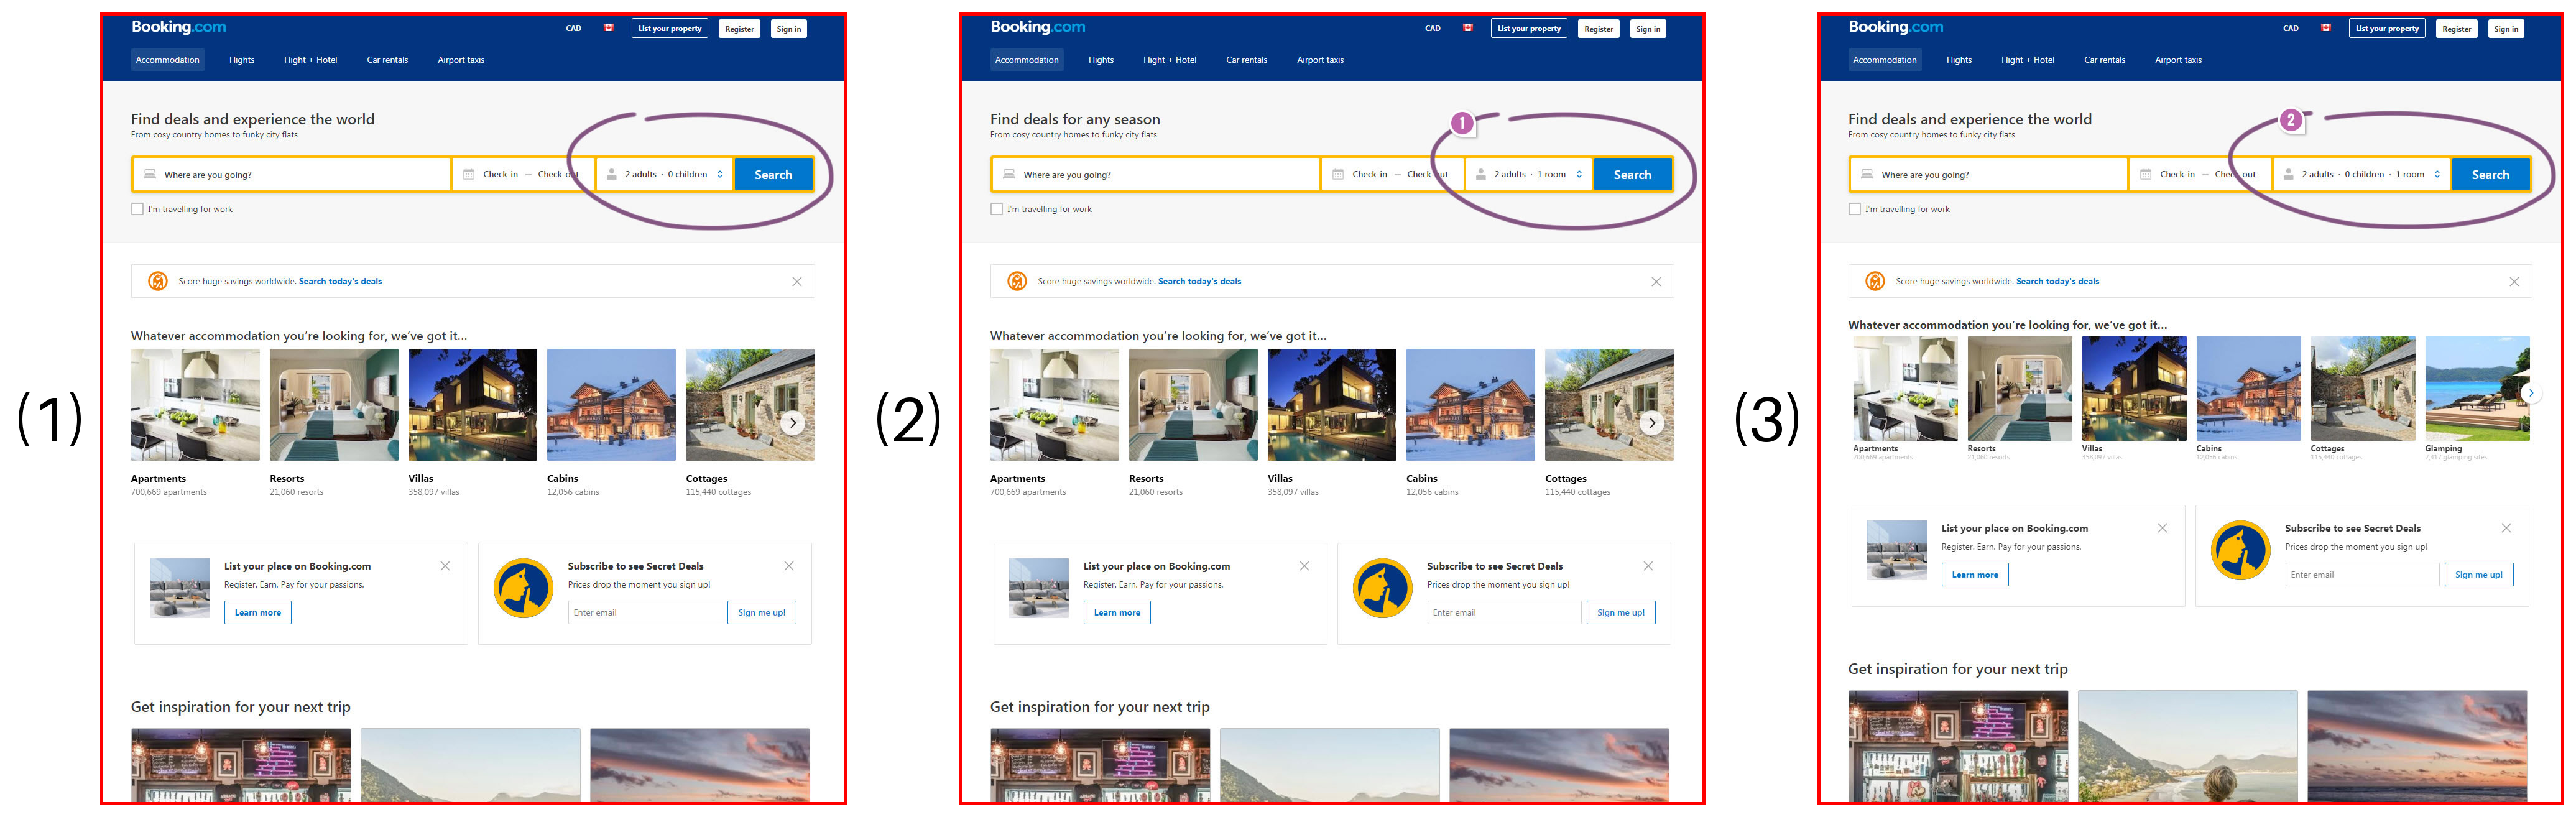 (1)
Booking.com
CAD List your property Register Sign in
Accommodation Flights Flight + Hotel Car rentals Airport taxis
Find deals and experience the world
From cosy country homes to funky city flats
Where are you going? Check-in — Check-out 2 adults · 0 children Search
I'm travelling for work
Score huge savings worldwide. Search today's deals
Whatever accommodation you're looking for, we've got it...
Apartments Resorts Villas Cabins Cottages
700,669 apartments 21,060 resorts 358,097 villas 12,056 cabins 115,440 cottages
List your place on Booking.com
Register. Earn. Pay for your passions.
Learn more
Subscribe to see Secret Deals
Prices drop the moment you sign up!
Enter email Sign me up!
Get inspiration for your next trip
(2)
Booking.com
CAD List your property Register Sign in
Accommodation Flights Flight + Hotel Car rentals Airport taxis
Find deals for any season
From cosy country homes to funky city flats
1
Where are you going? Check-in — Check-out 2 adults · 1 room Search
I'm travelling for work
Score huge savings worldwide. Search today's deals
Whatever accommodation you're looking for, we've got it...
Apartments Resorts Villas Cabins Cottages
700,669 apartments 21,060 resorts 358,097 villas 12,056 cabins 115,440 cottages
List your place on Booking.com
Register. Earn. Pay for your passions.
Learn more
Subscribe to see Secret Deals
Prices drop the moment you sign up!
Enter email Sign me up!
Get inspiration for your next trip
(3)
Booking.com
CAD List your property Register Sign in
Accommodation Flights Flight + Hotel Car rentals Airport taxis
Find deals and experience the world
From cosy country homes to funky city flats
2
Where are you going? Check-in — Check-out 2 adults · 0 children · 1 room Search
I'm travelling for work
Score huge savings worldwide. Search today's deals
Whatever accommodation you're looking for, we've got it...
Apartments Resorts Villas Cabins Cottages Glamping
700,669 apartments 21,060 resorts 358,097 villas 12,056 cabins 115,440 cottages 7,417 glamping sites
List your place on Booking.com
Register. Earn. Pay for your passions.
Learn more
Subscribe to see Secret Deals
Prices drop the moment you sign up!
Enter email Sign me up!
Get inspiration for your next trip